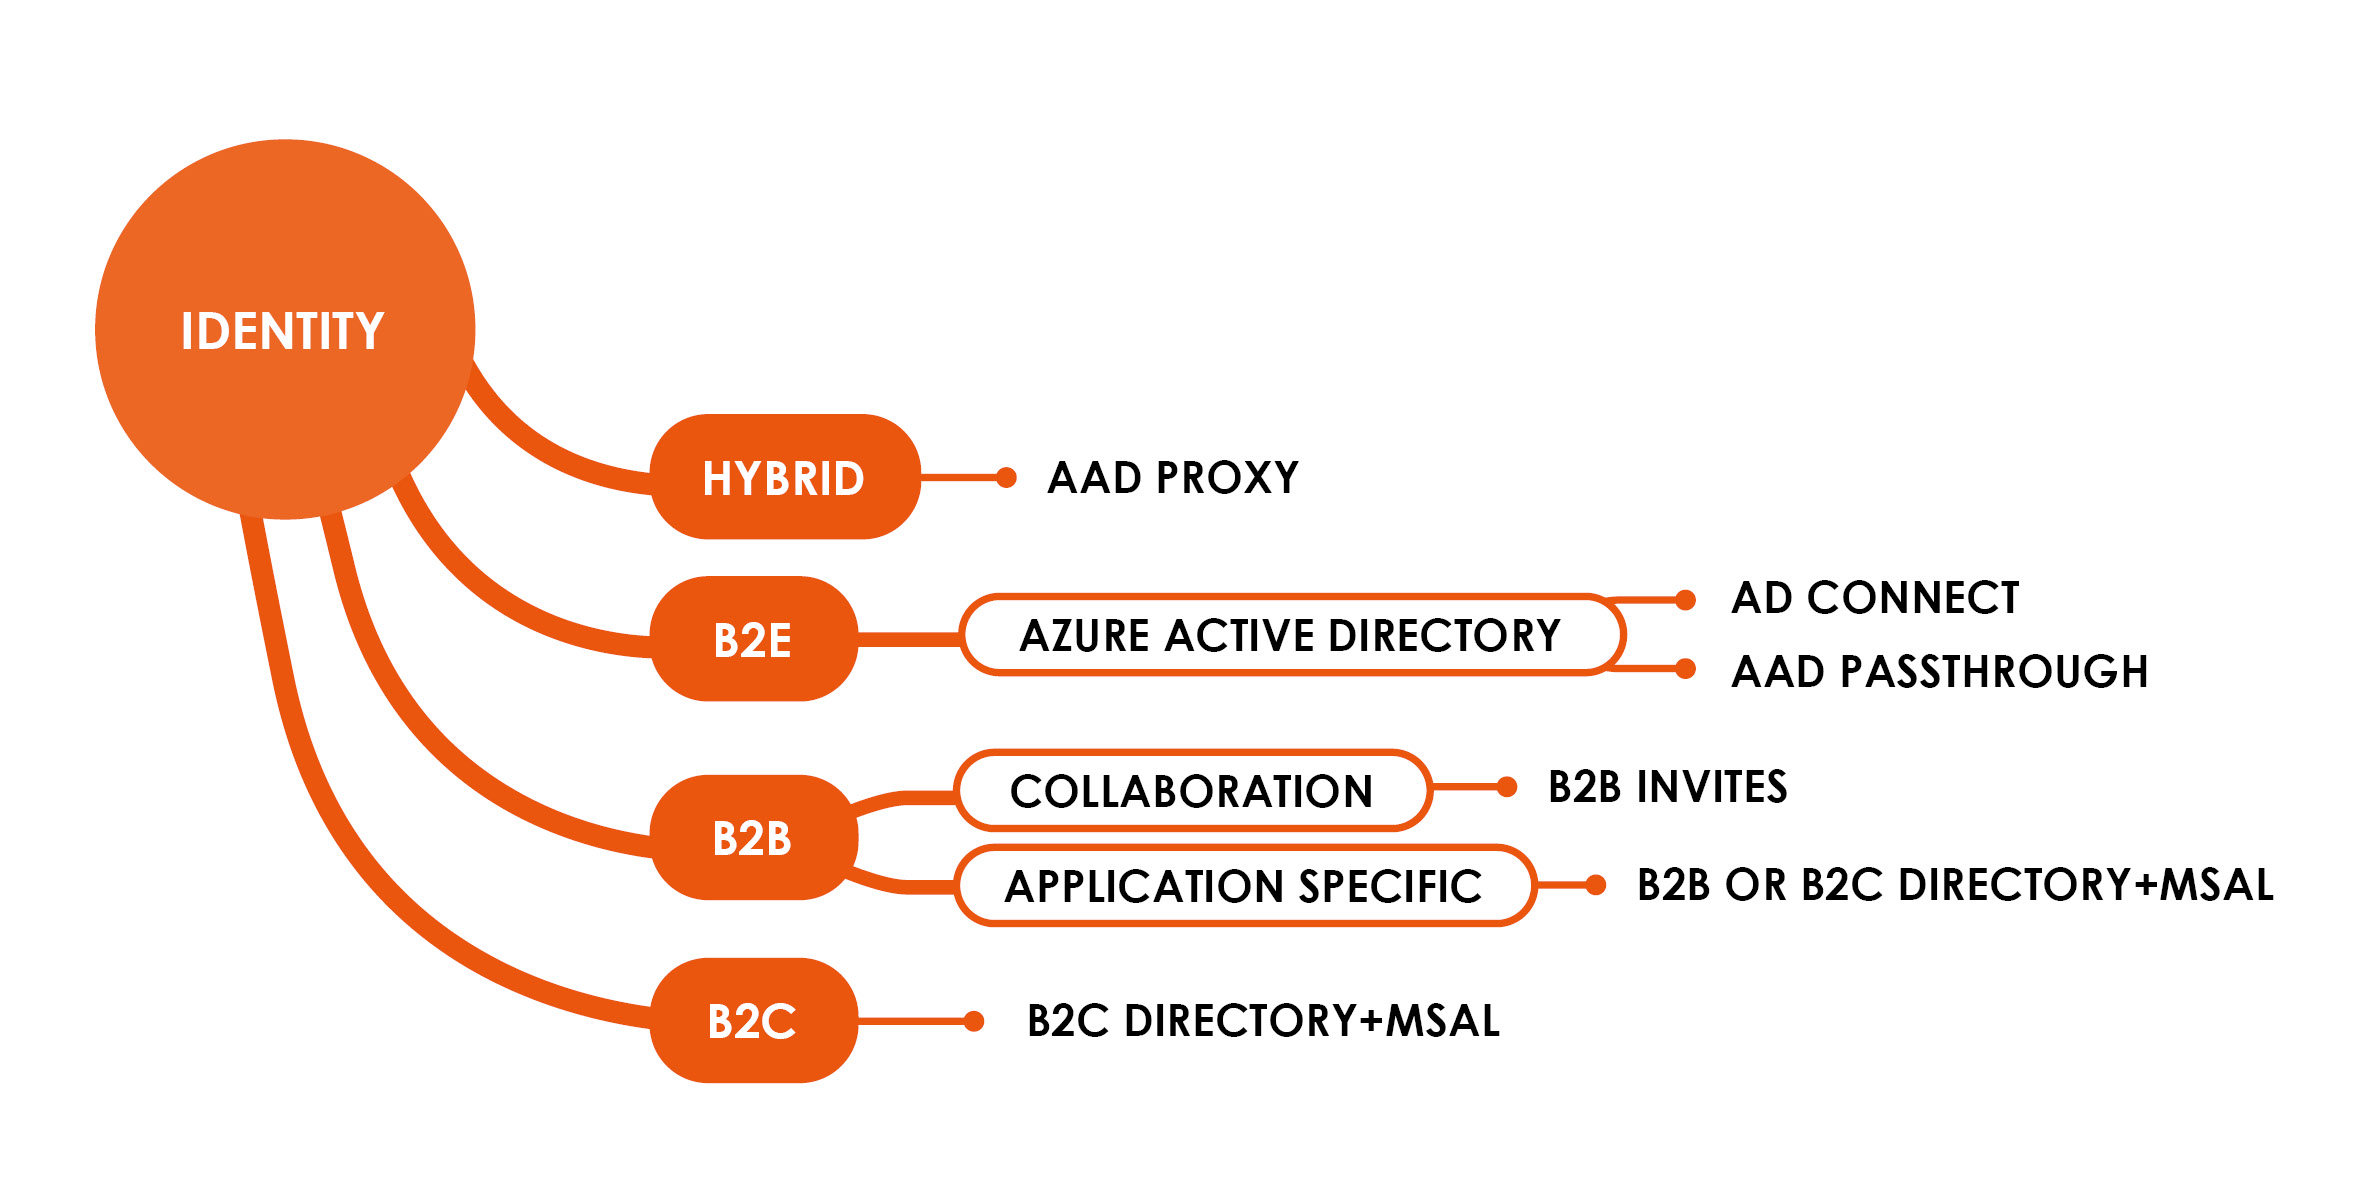 IDENTITY
HYBRID
AAD PROXY
B2E
AZURE ACTIVE DIRECTORY
AD CONNECT
AAD PASSTHROUGH
B2B
COLLABORATION
B2B INVITES
APPLICATION SPECIFIC
B2B OR B2C DIRECTORY+MSAL
B2C
B2C DIRECTORY+MSAL